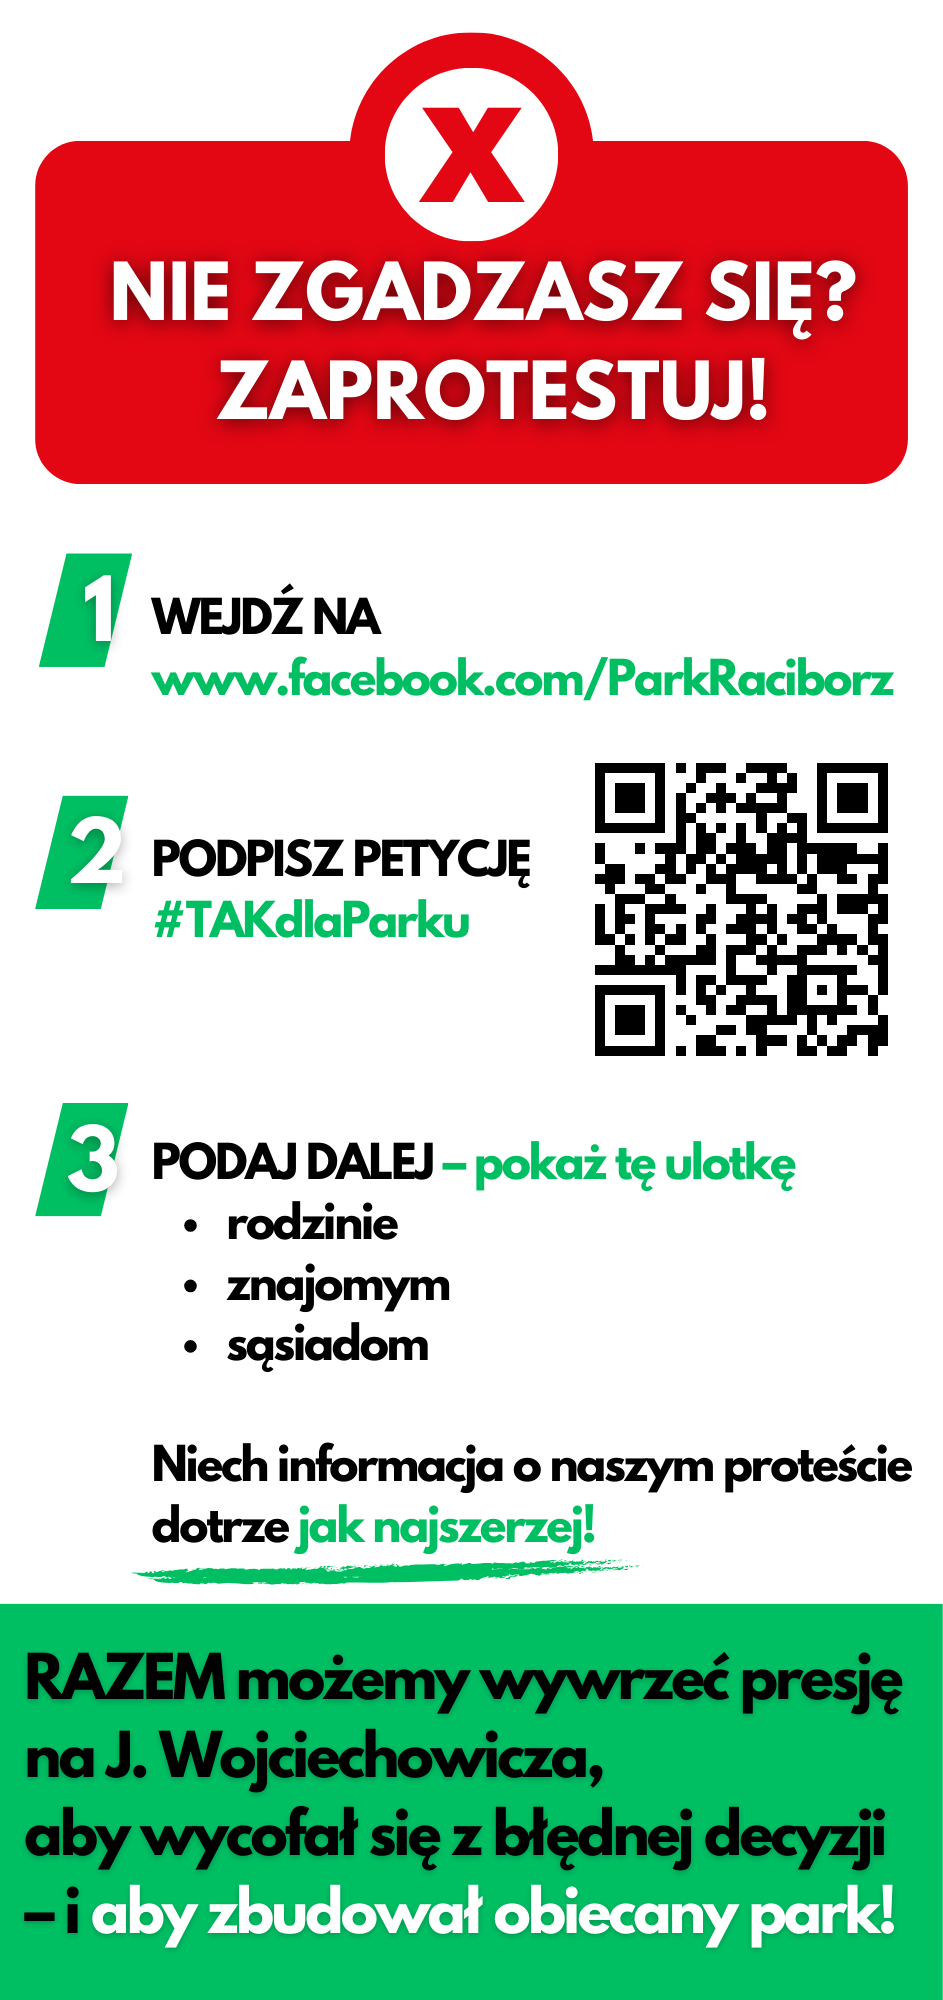 X
NIE ZGADZASZ SIĘ?
ZAPROTESTUJ!
1
WEJDŹ NA
www.facebook.com/ParkRaciborz
2
PODPISZ PETYCJĘ
#TAKdlaParku
3
PODAJ DALEJ – pokaż tę ulotkę
• rodzinie
• znajomym
• sąsiadom
Niech informacja o naszym proteście
dotrze jak najszerzej!
RAZEM możemy wywrzeć presję
na J. Wojciechowicza,
aby wycofał się z błędnej decyzji
– i aby zbudował obiecany park!